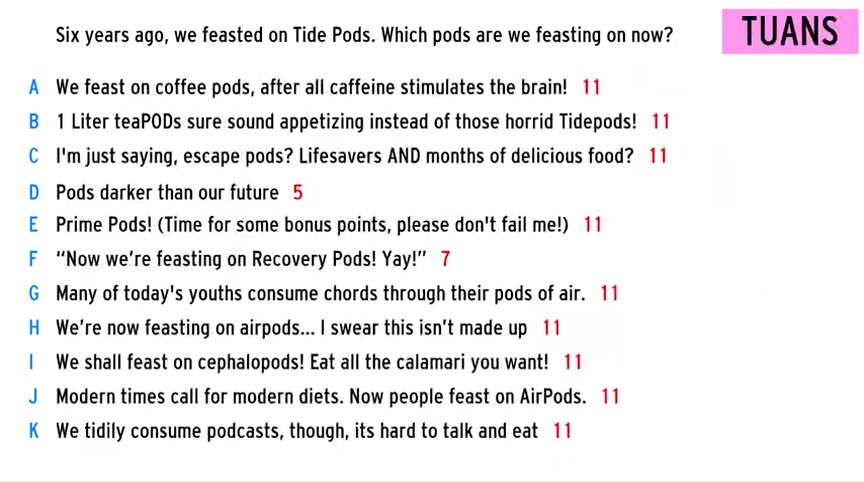 Six years ago, we feasted on Tide Pods. Which pods are we feasting on now?
TUANS
A We feast on coffee pods, after all caffeine stimulates the brain! 11
B 1 Liter teaPODs sure sound appetizing instead of those horrid Tidepods! 11
C I'm just saying, escape pods? Lifesavers AND months of delicious food? 11
D Pods darker than our future 5
E Prime Pods! (Time for some bonus points, please don't fail me!) 11
F “Now we’re feasting on Recovery Pods! Yay!” 7
G Many of today's youths consume chords through their pods of air. 11
H We’re now feasting on airpods... I swear this isn’t made up 11
I We shall feast on cephalopods! Eat all the calamari you want! 11
J Modern times call for modern diets. Now people feast on AirPods. 11
K We tidily consume podcasts, though, its hard to talk and eat 11